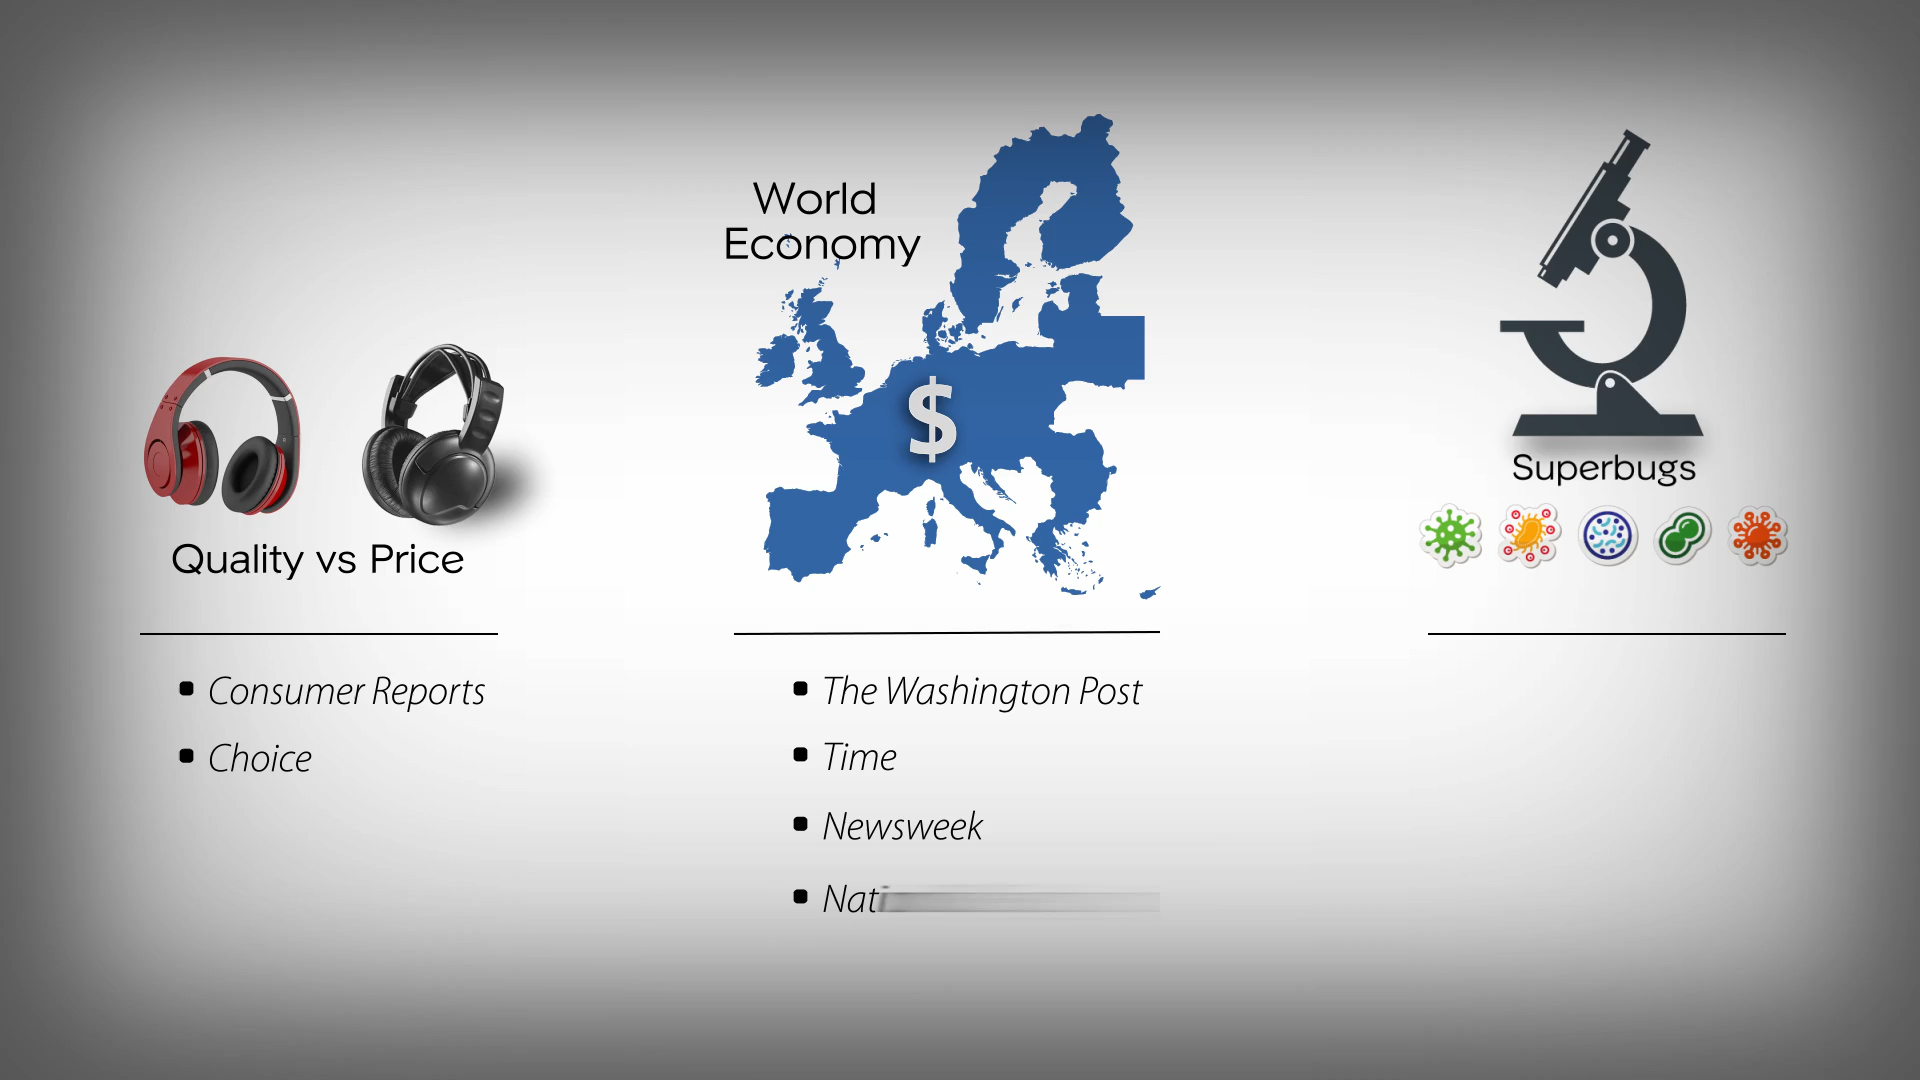 World
Economy
$
Superbugs
Quality vs Price
Consumer Reports
Choice
The Washington Post
Time
Newsweek
Nat